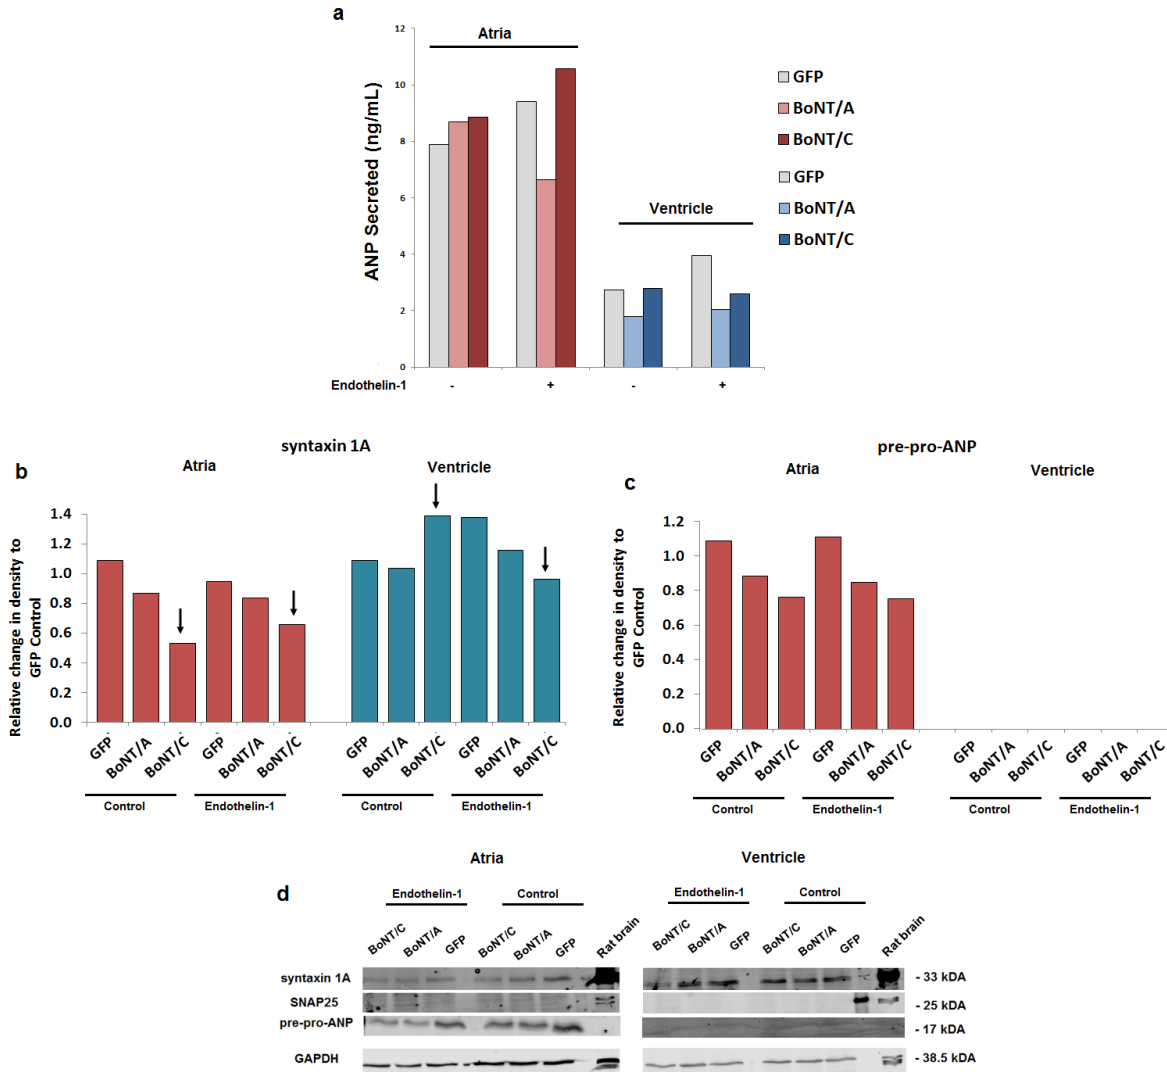 a
12
10
8
6
4
2
0
ANP Secreted (ng/mL)
Atria
Ventricle
Endothelin-1 - + - +
GFP
BoNT/A
BoNT/C
GFP
BoNT/A
BoNT/C
syntaxin 1A
b
Atria Ventricle
Relative change in density to
GFP Control
1.4
1.2
1.0
0.8
0.6
0.4
0.2
0.0
GFP BoNT/A BoNT/C GFP BoNT/A BoNT/C GFP BoNT/A BoNT/C GFP BoNT/A BoNT/C
Control Endothelin-1 Control Endothelin-1
pre-pro-ANP
c
Atria Ventricle
Relative change in density to
GFP Control
1.2
1.0
0.8
0.6
0.4
0.2
0.0
GFP BoNT/A BoNT/C GFP BoNT/A BoNT/C GFP BoNT/A BoNT/C GFP BoNT/A BoNT/C
Control Endothelin-1 Control Endothelin-1
d
Atria Ventricle
Endothelin-1 Control Endothelin-1 Control
BoNT/C BoNT/A GFP BoNT/C BoNT/A GFP Rat brain BoNT/C BoNT/A GFP BoNT/C BoNT/A GFP Rat brain
syntaxin 1A - 33 kDA
SNAP25 - 25 kDA
pre-pro-ANP - 17 kDA
GAPDH - 38.5 kDA